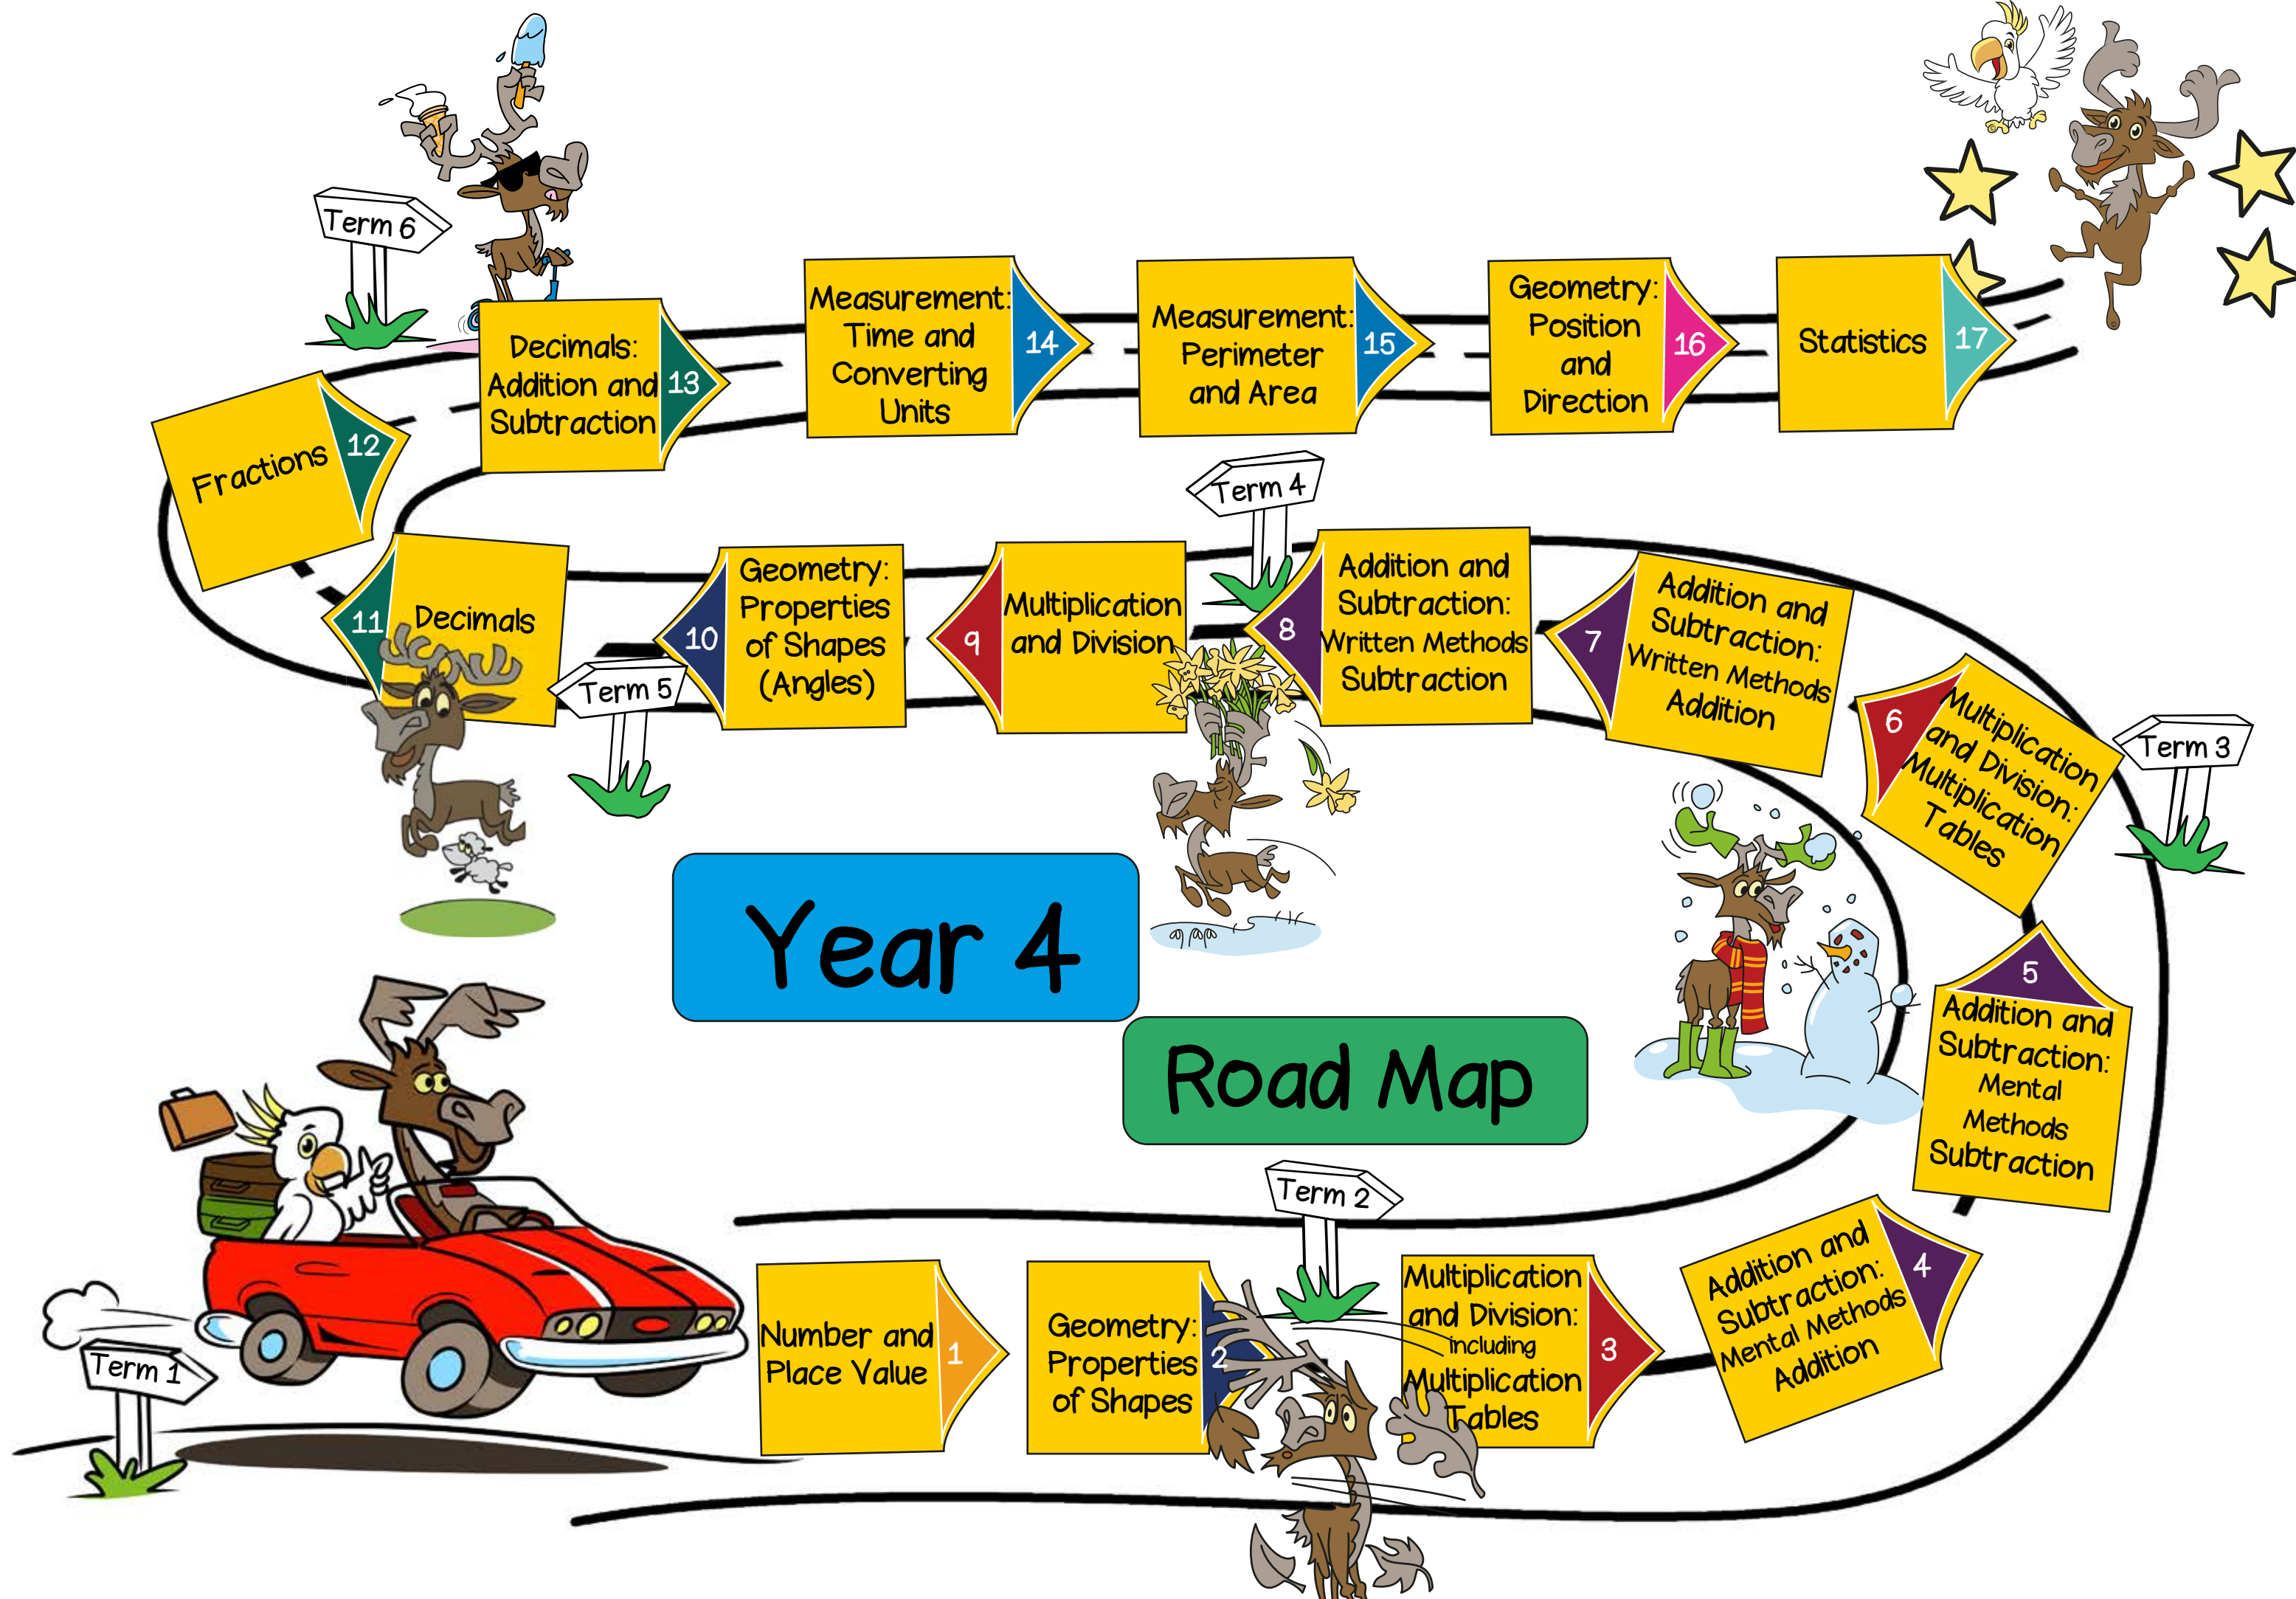 Term 1
Number and
Place Value
1
Geometry:
Properties
of Shapes
2
Term 2
Multiplication
and Division:
including
Multiplication
Tables
3
Addition and
Subtraction:
Mental Methods
Addition
4
5
Addition and
Subtraction:
Mental
Methods
Subtraction
Term 3
6
Multiplication
and Division:
Multiplication
Tables
7
Addition and
Subtraction:
Written Methods
Addition
8
Addition and
Subtraction:
Written Methods
Subtraction
Term 4
9
Multiplication
and Division
10
Geometry:
Properties
of Shapes
(Angles)
Term 5
11
Decimals
Fractions
12
Term 6
Decimals:
Addition and
Subtraction
13
Measurement:
Time and
Converting
Units
14
Measurement:
Perimeter
and Area
15
Geometry:
Position
and
Direction
16
Statistics
17
Year 4
Road Map